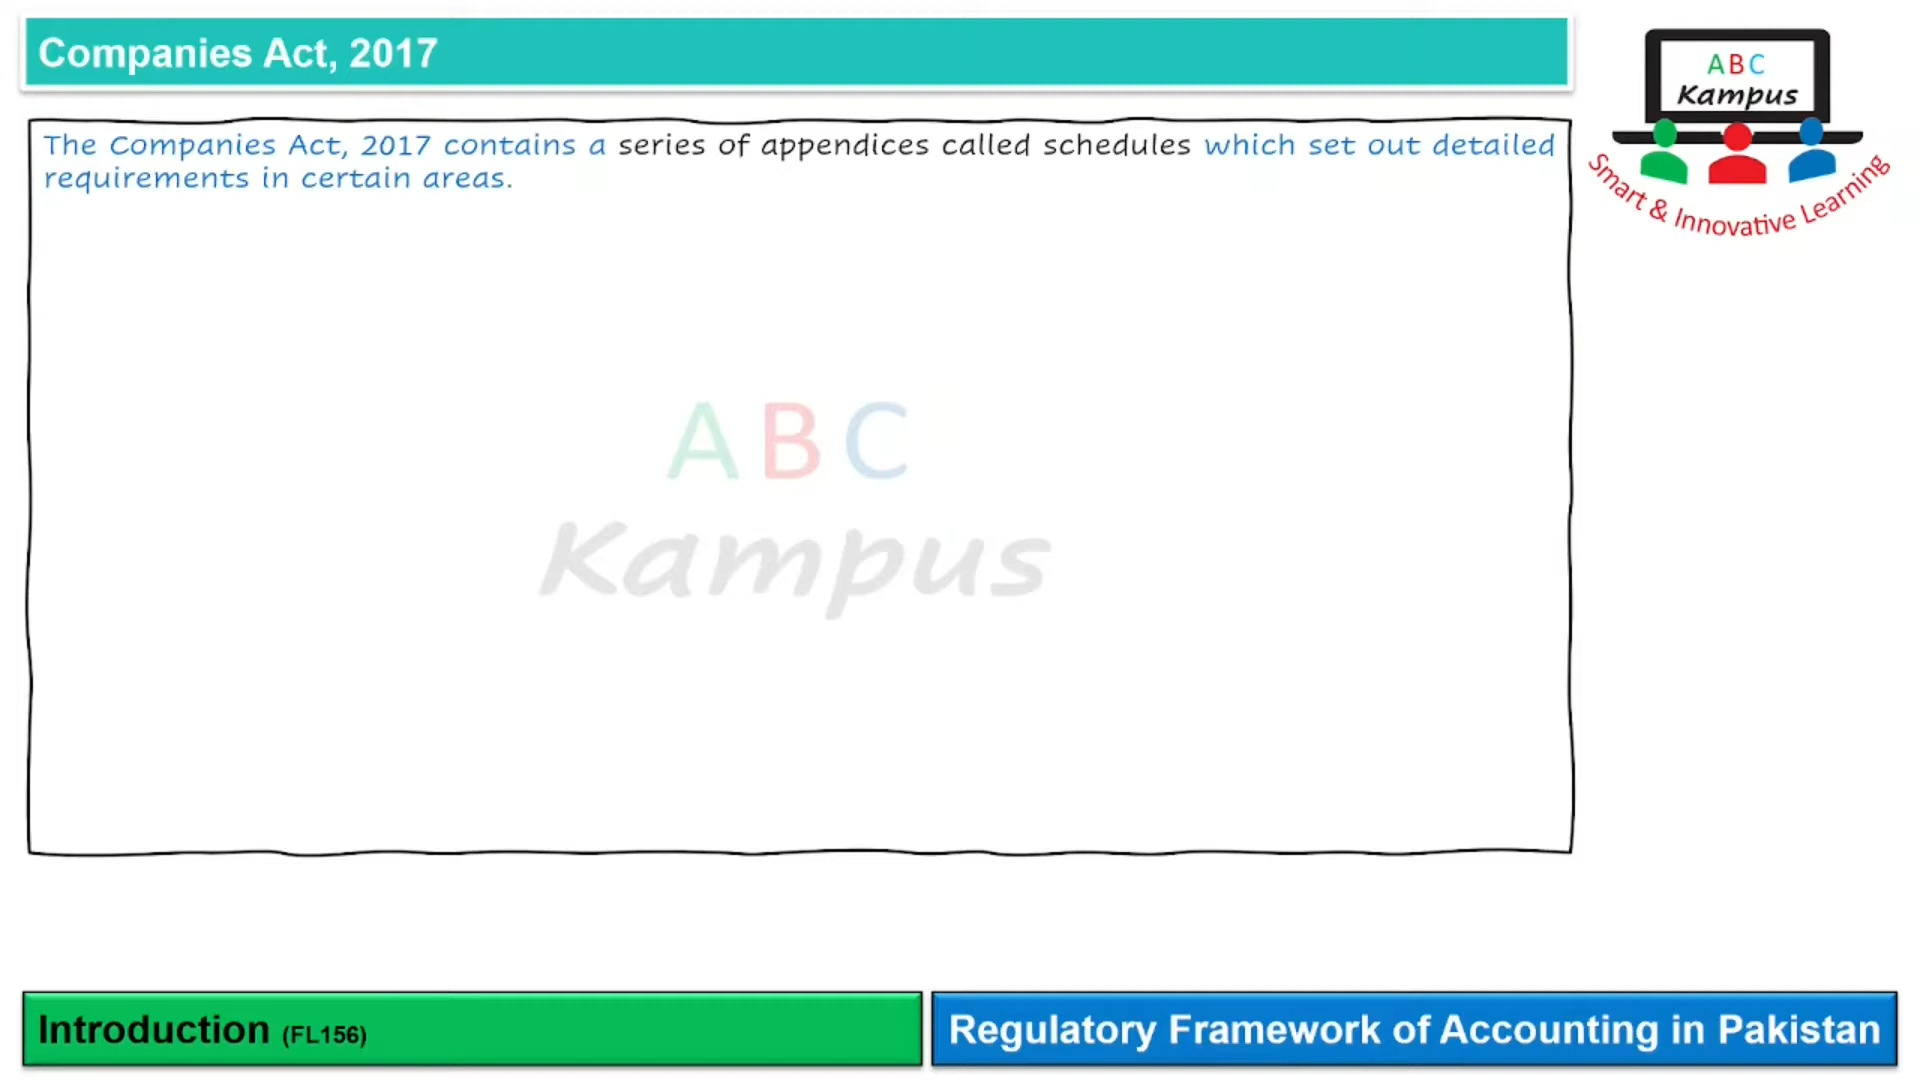 Companies Act, 2017
ABC
Kampus
Smart & Innovative Learning
The Companies Act, 2017 contains a series of appendices called schedules which set out detailed
requirements in certain areas.
ABC
Kampus
Introduction (FL156)
Regulatory Framework of Accounting in Pakistan